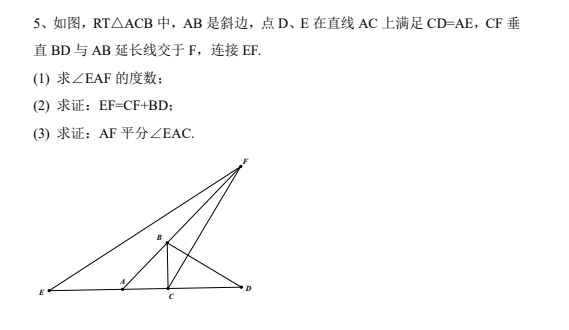 5、如图，RT△ACB 中，AB 是斜边，点 D、E 在直线 AC 上满足 CD=AE，CF 垂
直 BD 与 AB 延长线交于 F，连接 EF.
(1) 求∠EAF 的度数；
(2) 求证：EF=CF+BD;
(3) 求证：AF 平分∠EAC.
F
B
A
E
C
D